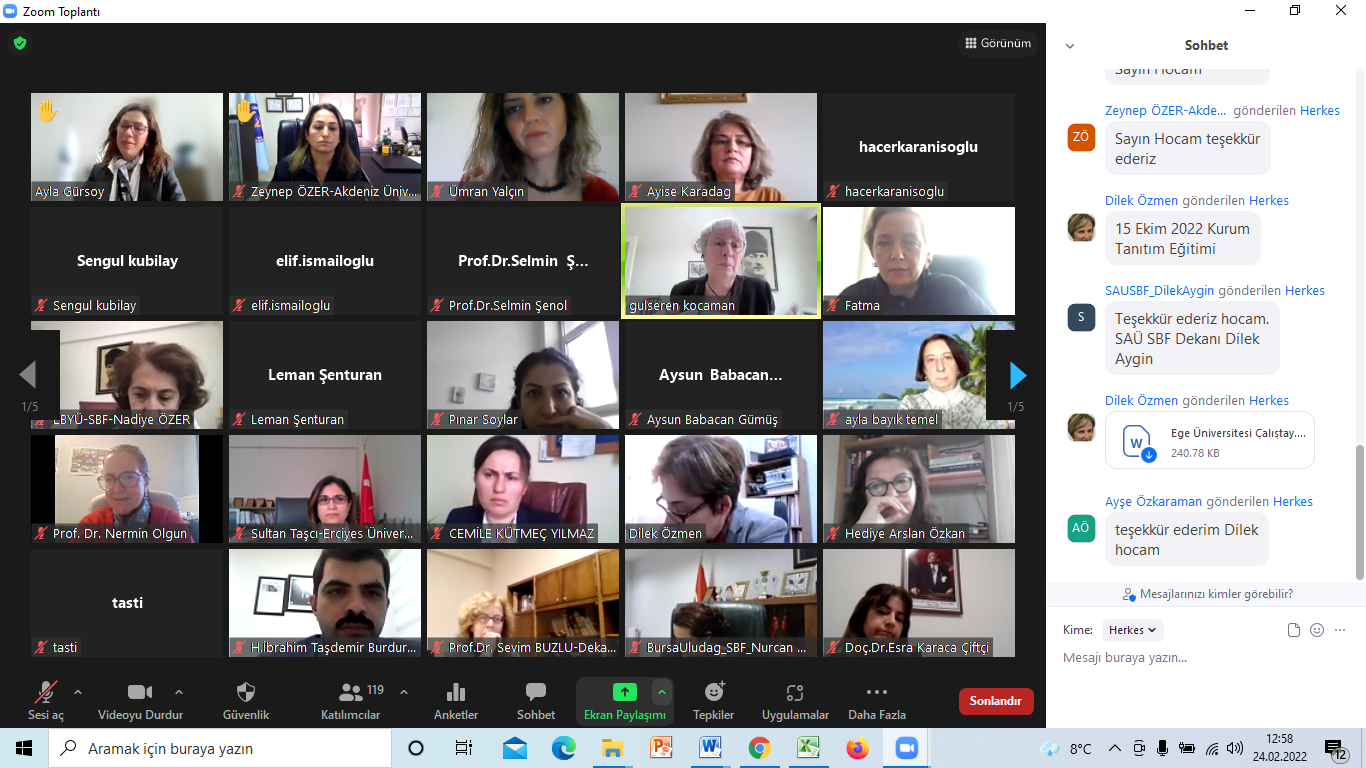 Zoom Toplantı
Görünüm
Ayla Gürsoy
Zeynep ÖZER-Akdeniz Üniv...
Ümran Yalçın
Ayise Karadag
hacerkaranisoglu
hacerkaranisoglu
Sengul kubilay
Sengul kubilay
elif.ismailoglu
elif.ismailoglu
Prof.Dr.Selmin Ş...
Prof.Dr.Selmin Şenol
gulseren kocaman
Fatma
1/5
EBYÜ-SBF-Nadiye ÖZER
Leman Şenturan
Leman Şenturan
Pınar Soylar
Aysun Babacan...
Aysun Babacan Gümüş
ayla bayık temel
1/5
Prof. Dr. Nermin Olgun
Sultan Taşcı-Erciyes Üniver...
CEMİLE KÜTMEÇ YILMAZ
Dilek Özmen
Hediye Arslan Özkan
tasti
tasti
H.İbrahim Taşdemir Burdur...
Prof.Dr. Sevim BUZLU-Deka...
BursaUludag_SBF_Nurcan ...
Doç.Dr.Esra Karaca Çiftçi
Sesi aç
Videoyu Durdur
Güvenlik
119
Katılımcılar
Anketler
Sohbet
Ekran Paylaşımı
Tepkiler
Uygulamalar
Daha Fazla
Sonlandır
Sohbet
Sayın Hocam
Zeynep ÖZER-Akde... gönderilen Herkes
ZÖ
Sayın Hocam teşekkür
ederiz
Dilek Özmen gönderilen Herkes
15 Ekim 2022 Kurum
Tanıtım Eğitimi
SAUSBF_DilekAygin gönderilen Herkes
S
Teşekkür ederiz hocam.
SAÜ SBF Dekanı Dilek
Aygin
Dilek Özmen gönderilen Herkes
W
Ege Üniversitesi Çalıştay....
240.78 KB
Ayşe Özkaraman gönderilen Herkes
AÖ
teşekkür ederim Dilek
hocam
Mesajlarınızı kimler görebilir?
Kime: Herkes
Mesajı buraya yazın...
Aramak için buraya yazın
8°C
12:58
24.02.2022
12